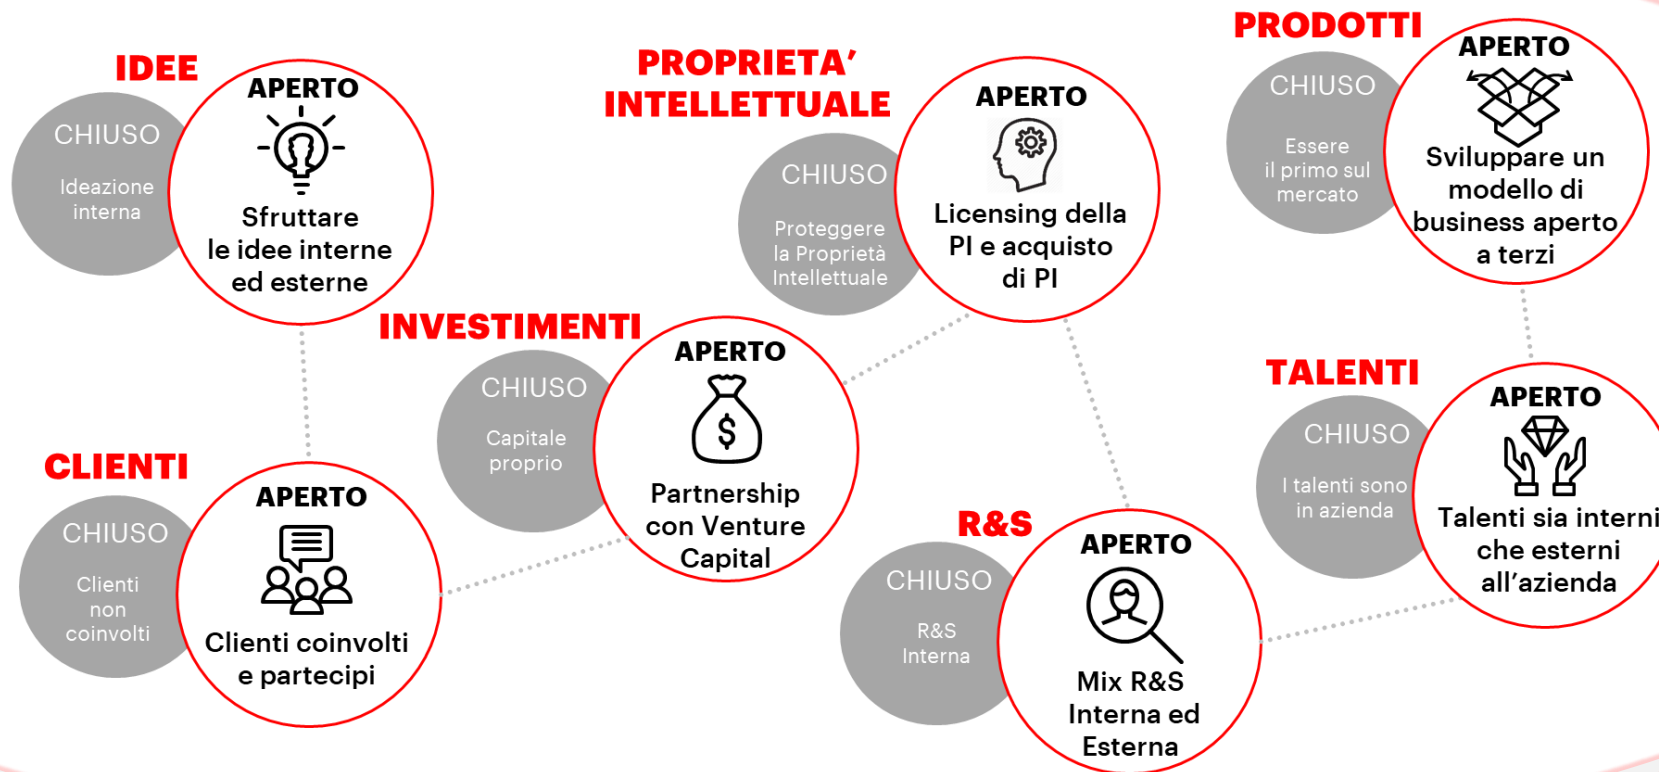 IDEE
CHIUSO
Ideazione
interna
APERTO
Sfruttare
le idee interne
ed esterne
CLIENTI
CHIUSO
Clienti
non
coinvolti
APERTO
Clienti coinvolti
e partecipi
INVESTIMENTI
CHIUSO
Capitale
proprio
APERTO
$
Partnership
con Venture
Capital
PROPRIETA’
INTELLETTUALE
CHIUSO
Proteggere
la Proprietà
Intellettuale
APERTO
Licensing della
PI e acquisto
di PI
R&S
CHIUSO
R&S
Interna
APERTO
Mix R&S
Interna ed
Esterna
TALENTI
CHIUSO
I talenti sono
in azienda
APERTO
Talenti sia interni
che esterni
all’azienda
PRODOTTI
CHIUSO
Essere
il primo sul
mercato
APERTO
Sviluppare un
modello di
business aperto
a terzi